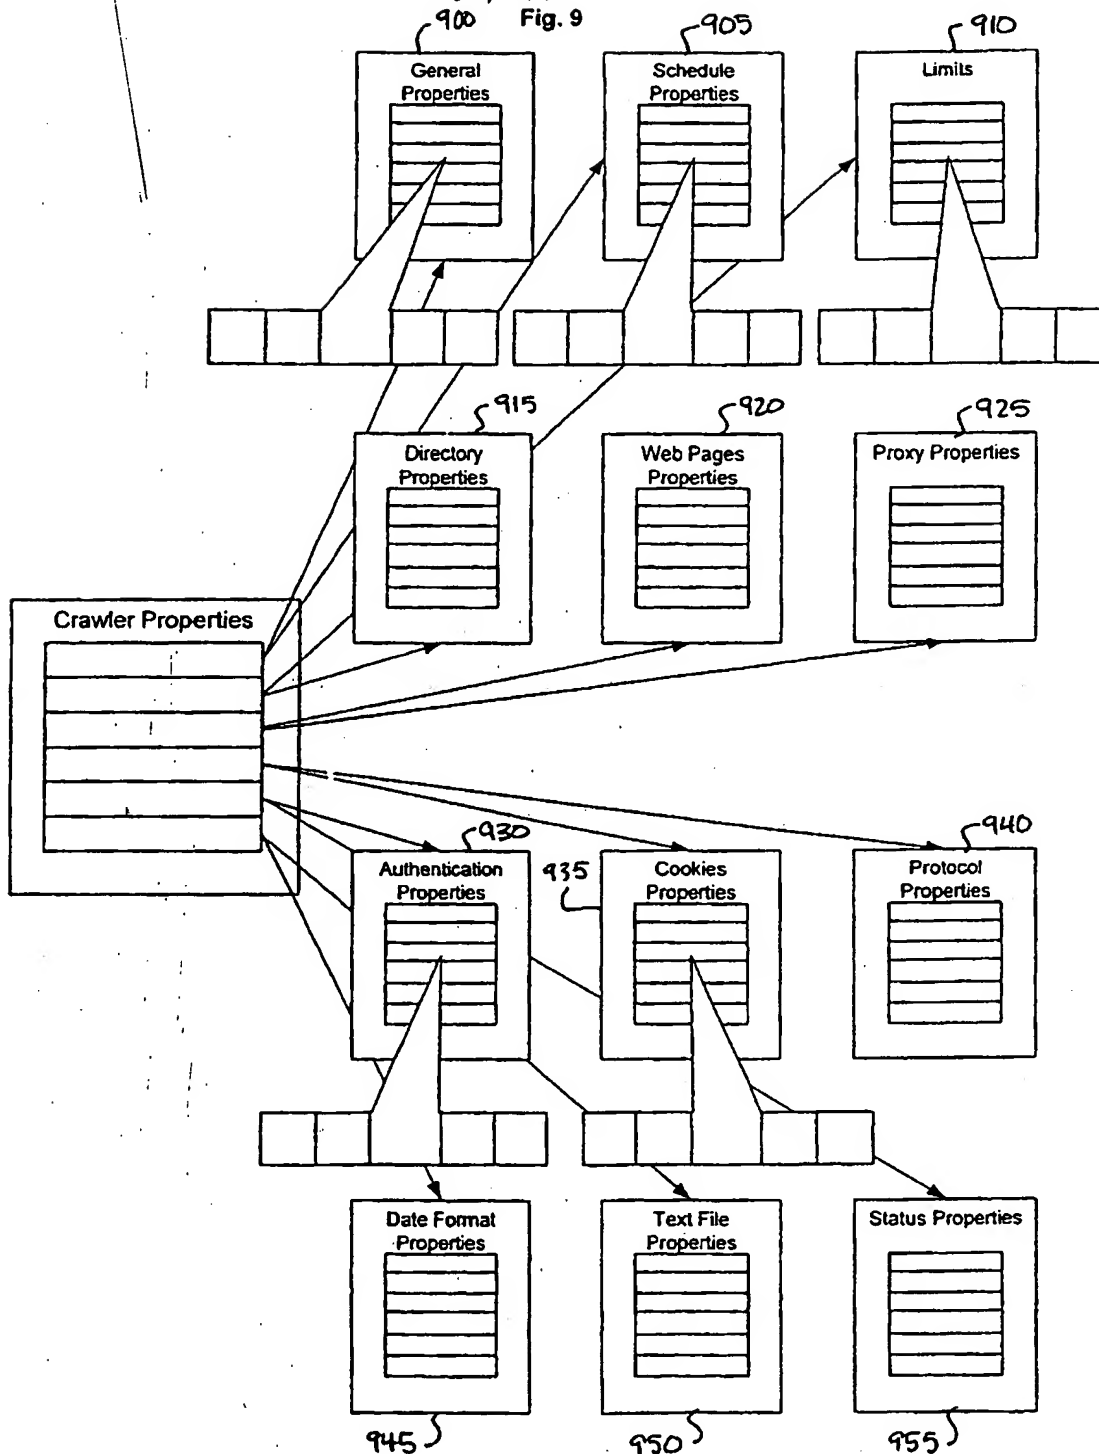 Fig. 9
900
905
910
General
Properties
Schedule
Properties
Limits
915
920
925
Directory
Properties
Web Pages
Properties
Proxy Properties
Crawler Properties
930
935
940
Authentication
Properties
Cookies
Properties
Protocol
Properties
Date Format
Properties
Text File
Properties
Status Properties
945
950
955